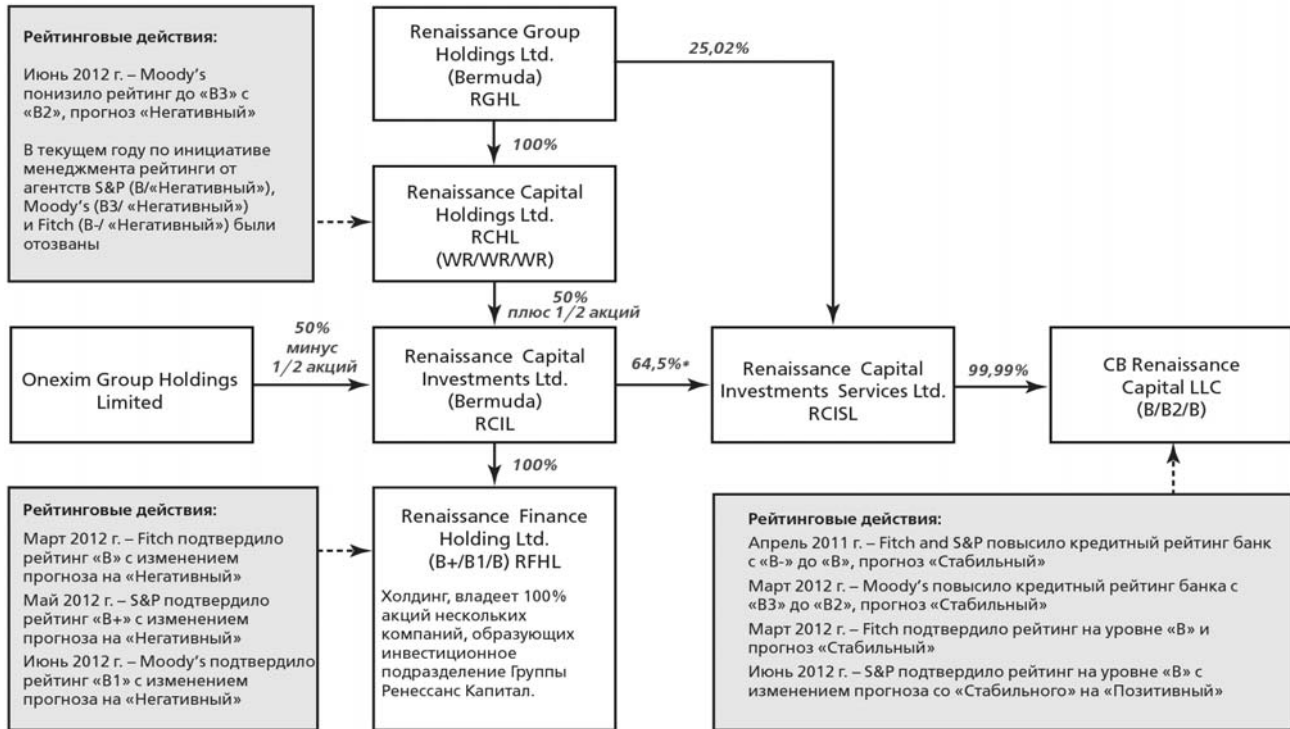 Рейтинговые действия:
Июнь 2012 г. – Moody's
понизило рейтинг до «B3» с
«B2», прогноз «Негативный»
В текущем году по инициативе
менеджмента рейтинги от
агентств S&P (B/«Негативный»),
Moody's (B3/ «Негативный»)
и Fitch (B-/ «Негативный») были
отозваны
Renaissance Group
Holdings Ltd.
(Bermuda)
RGHL
25,02%
100%
Renaissance Capital
Holdings Ltd.
RCHL
(WR/WR/WR)
50%
плюс 1/2 акций
Onexim Group Holdings
Limited
50%
минус
1/2 акций
Renaissance Capital
Investments Ltd.
(Bermuda)
RCIL
64,5%*
Renaissance Capital
Investments Services Ltd.
RCISL
99,99%
CB Renaissance
Capital LLC
(B/B2/B)
100%
Рейтинговые действия:
Март 2012 г. – Fitch подтвердило
рейтинг «B» с изменением
прогноза на «Негативный»
Май 2012 г. – S&P подтвердило
рейтинг «B+» с изменением
прогноза на «Негативный»
Июнь 2012 г. – Moody's подтвердило
рейтинг «B1» с изменением
прогноза на «Негативный»
Renaissance Finance
Holding Ltd.
(B+/B1/B) RFHL
Холдинг, владеет 100%
акций нескольких
компаний, образующих
инвестиционное
подразделение Группы
Ренессанс Капитал.
Рейтинговые действия:
Апрель 2011 г. – Fitch and S&P повысило кредитный рейтинг банк
с «B-» до «B», прогноз «Стабильный»
Март 2012 г. – Moody's повысило кредитный рейтинг банка с
«B3» до «B2», прогноз «Стабильный»
Март 2012 г. – Fitch подтвердило рейтинг на уровне «B» и
прогноз «Стабильный»
Июнь 2012 г. – S&P подтвердило рейтинг на уровне «B» с
изменением прогноза со «Стабильного» на «Позитивный»